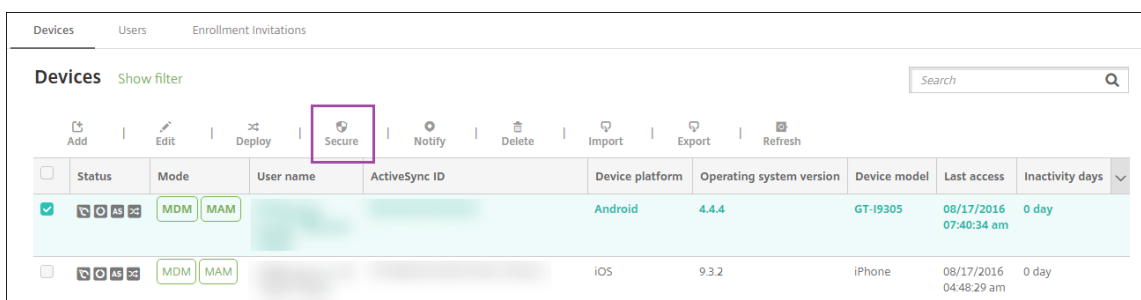 Devices Users Enrollment Invitations
Devices Show filter Search
Add | Edit | Deploy | Secure | Notify | Delete | Import | Export | Refresh
Status Mode User name ActiveSync ID Device platform Operating system version Device model Last access Inactivity days
AS MDM MAM Android 4.4.4 GT-I9305 08/17/2016 0 day
07:40:34 am
AS MDM MAM iOS 9.3.2 iPhone 08/17/2016 0 day
04:48:29 am